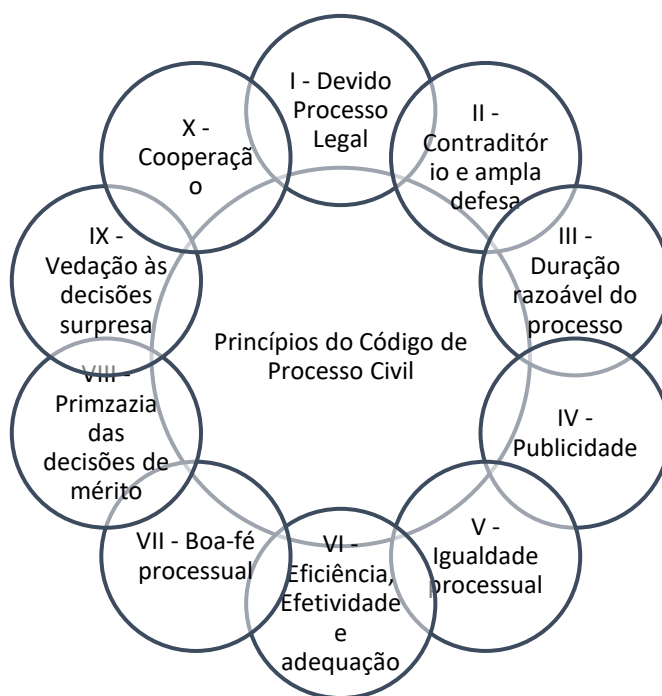 I - Devido
Processo
Legal
II -
Contraditór
io e ampla
defesa
III -
Duração
razoável do
processo
IV -
Publicidade
V -
Igualdade
processual
VI -
Eficiência,
Efetividade
e
adequação
VII - Boa-fé
processual
VIII -
Primzazia
das
decisões de
mérito
IX -
Vedação às
decisões
surpresa
X -
Cooperaçã
o
Princípios do Código de
Processo Civil